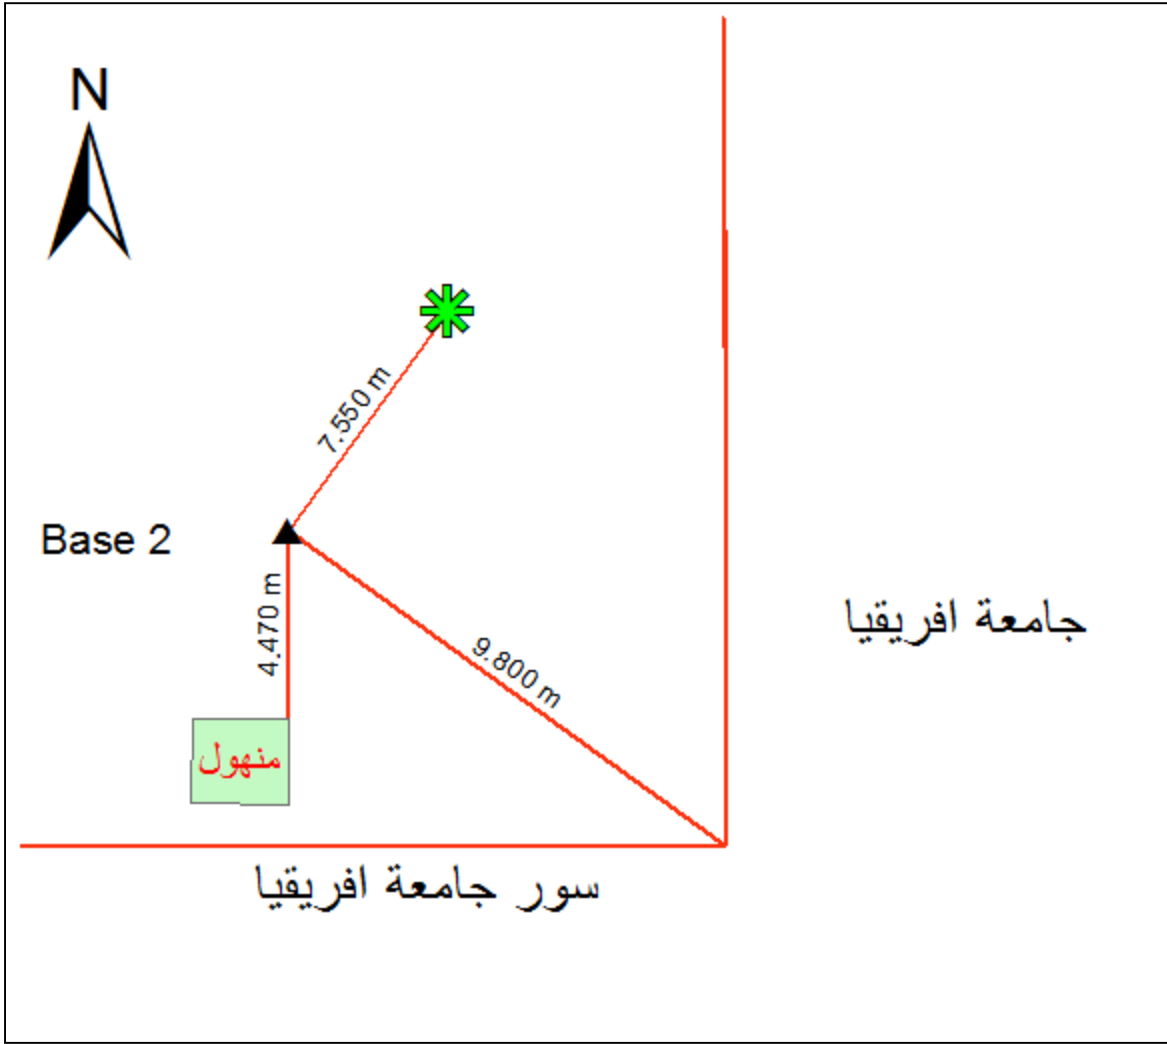 N
7.550 m
Base 2
4.470 m
9.800 m
جامعة افريقيا
منهول
سور جامعة افريقيا